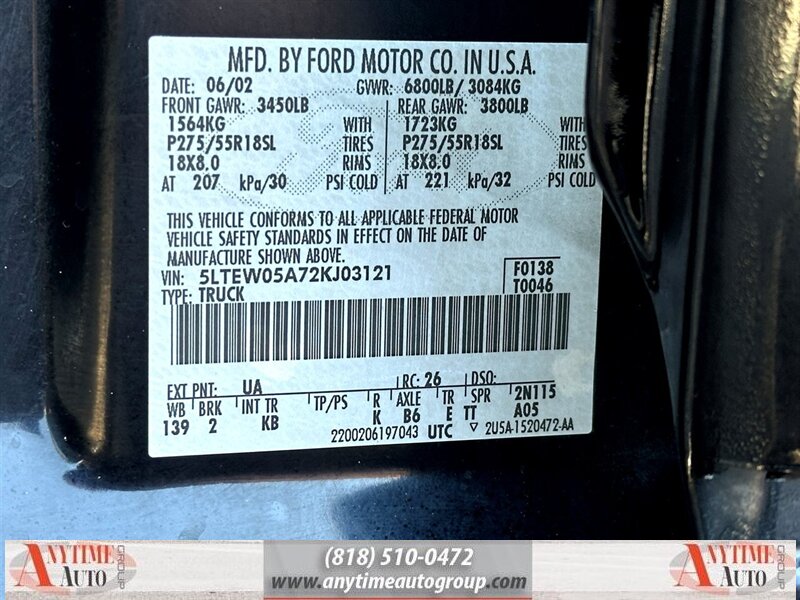 MFD. BY FORD MOTOR CO. IN U.S.A.
DATE: 06/02 GVWR: 6800LB/ 3084KG
FRONT GAWR: 3450LB REAR GAWR: 3800LB
1564KG WITH 1723KG WITH
P275/55R18SL TIRES P275/55R18SL TIRES
18X8.0 RIMS 18X8.0 RIMS
AT 207 kPa/30 PSI COLD AT 221 kPa/32 PSI COLD
THIS VEHICLE CONFORMS TO ALL APPLICABLE FEDERAL MOTOR
VEHICLE SAFETY STANDARDS IN EFFECT ON THE DATE OF
MANUFACTURE SHOWN ABOVE.
VIN: 5LTEW05A72KJ03121 F0138
TYPE: TRUCK T0046
EXT PNT: UA RC: 26 DSO:
WB BRK INT TR TP/PS R AXLE TR SPR 2N115
139 2 KB K B6 E TT A05
2200206197043 UTC ▽ 2U5A-1520472-AA
ANYTIME AUTO GROUP
(818) 510-0472
www.anytimeautogroup.com
ANYTIME AUTO GROUP